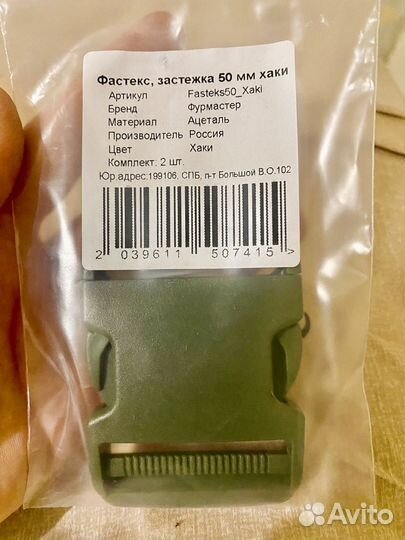 Фастекс, застежка 50 мм хаки
Артикул Fasteks50_Xaki
Бренд Фурмастер
Материал Ацеталь
Производитель Россия
Цвет Хаки
Комплект: 2 шт.
Юр.адрес:199106, СПБ, п-т Большой В.О.102
2 039611 507415 >
Avito